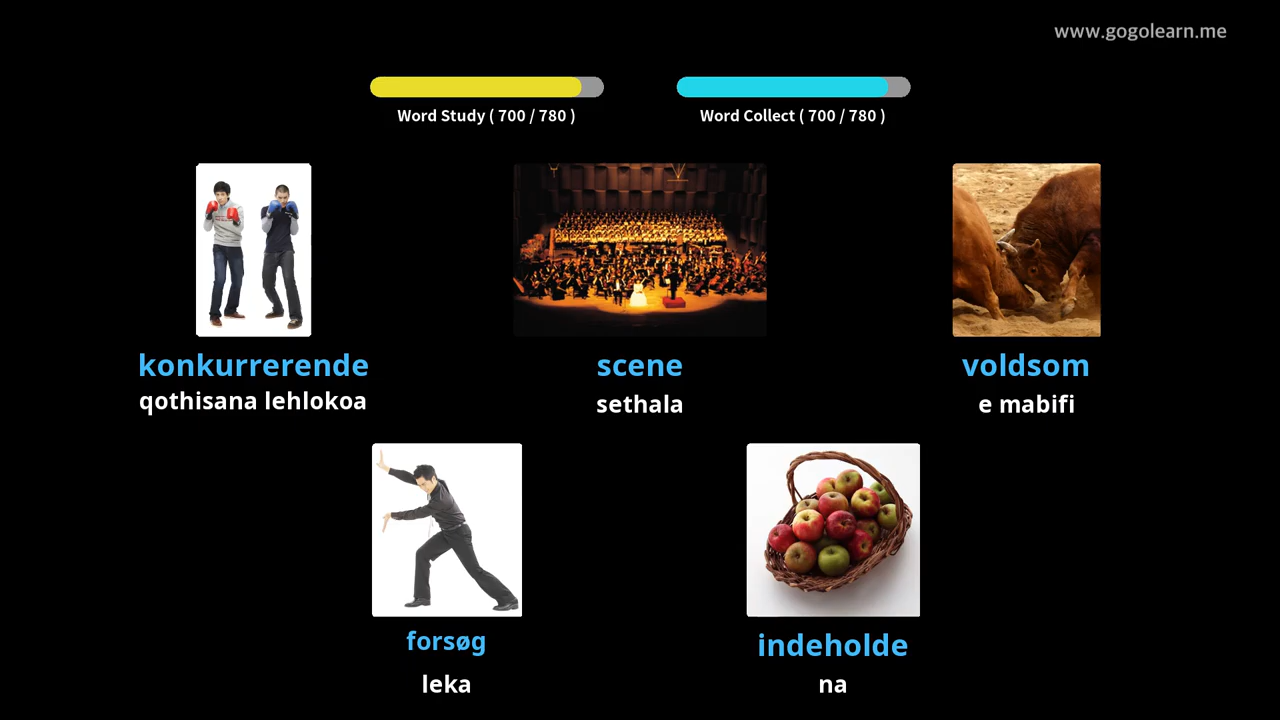 www.gogolearn.me
Word Study ( 700 / 780 )
Word Collect ( 700 / 780 )
konkurrerende
qothisana lehlokoa
scene
sethala
voldsom
e mabifi
forsøg
leka
indeholde
na